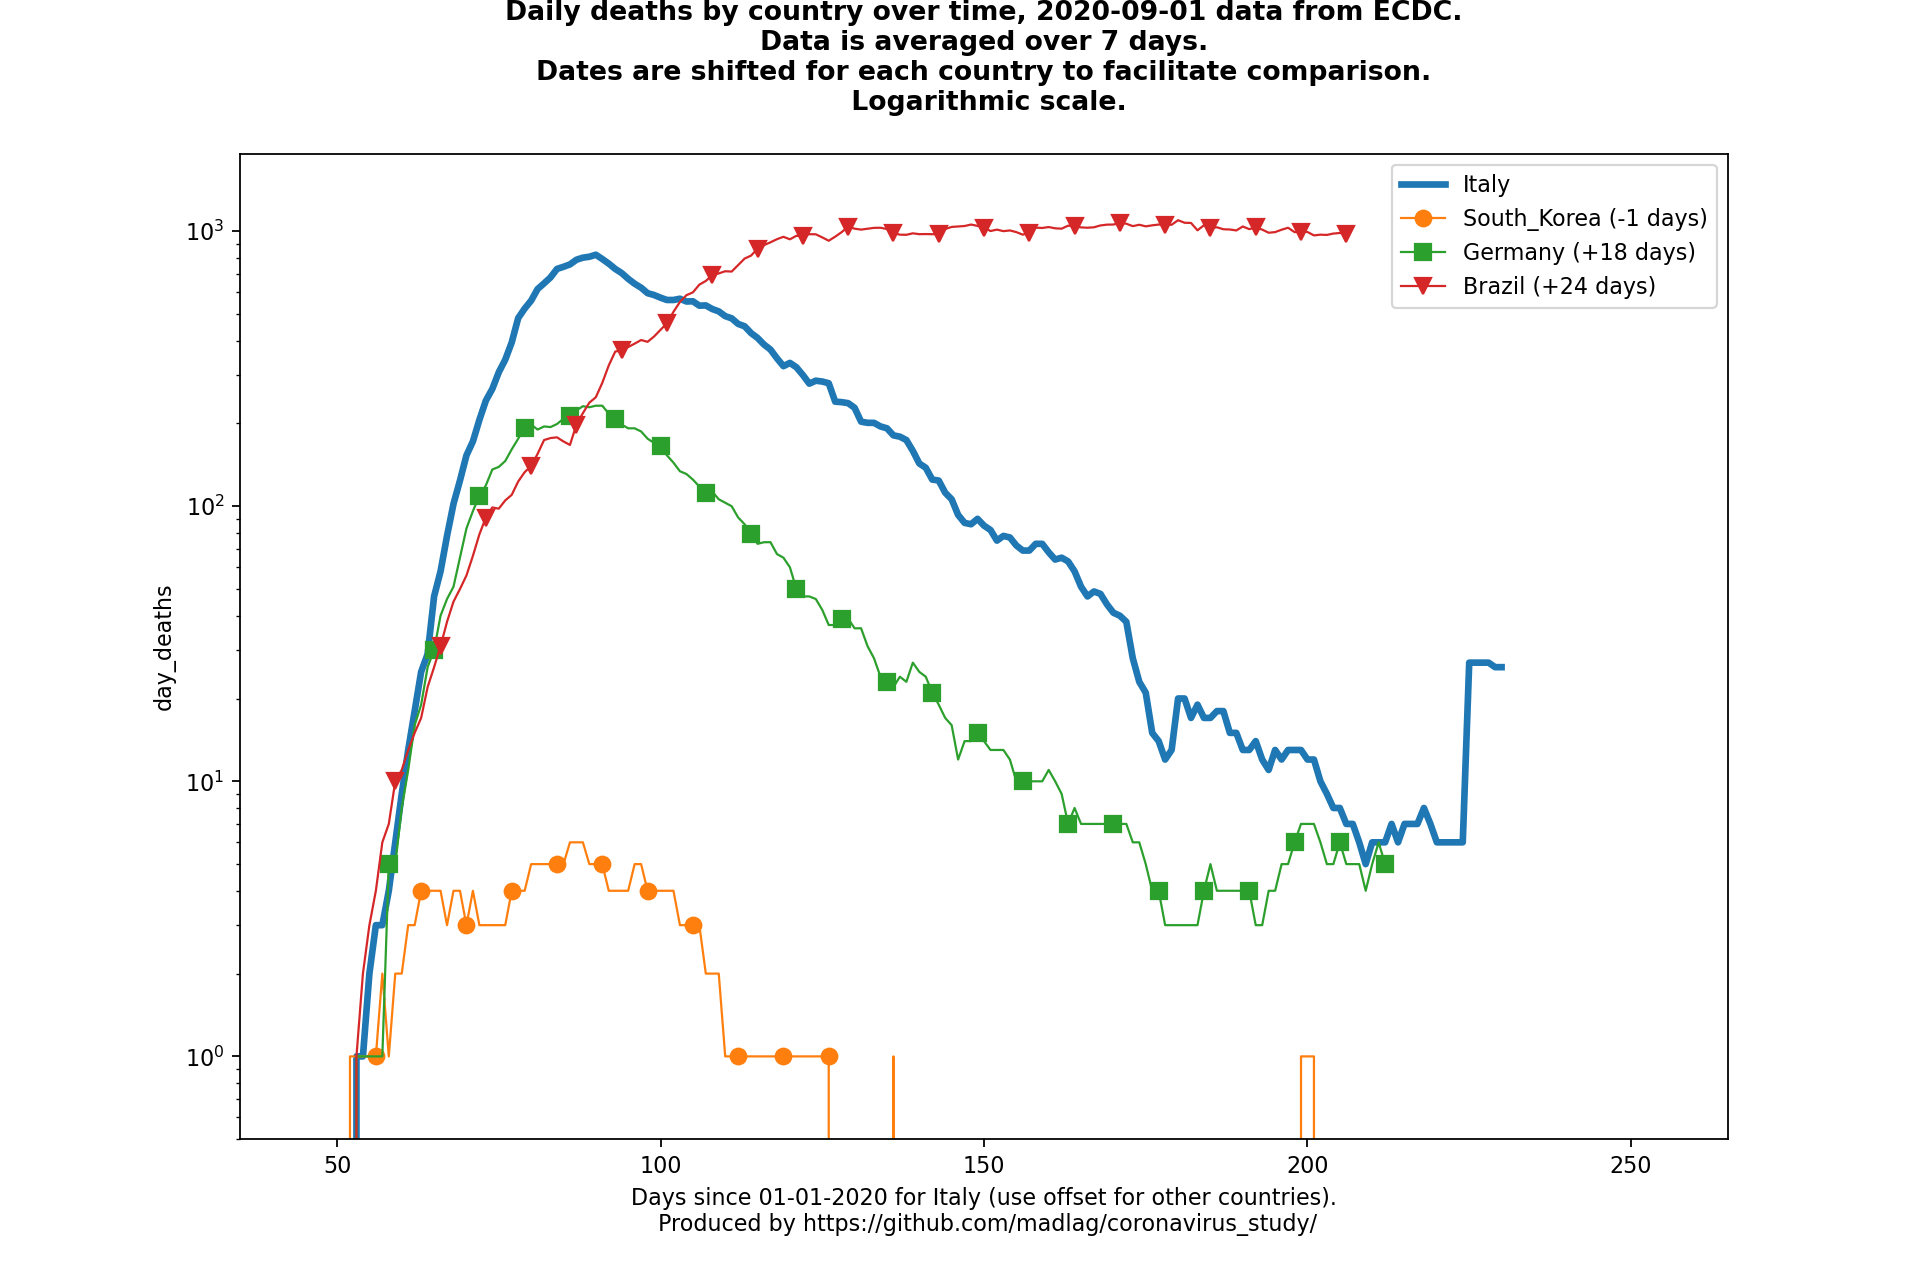 Daily deaths by country over time, 2020-09-01 data from ECDC.
Data is averaged over 7 days.
Dates are shifted for each country to facilitate comparison.
Logarithmic scale.
Italy
South_Korea (-1 days)
Germany (+18 days)
Brazil (+24 days)
10³
10²
10¹
10⁰
day_deaths
50
100
150
200
250
Days since 01-01-2020 for Italy (use offset for other countries).
Produced by https://github.com/madlag/coronavirus_study/